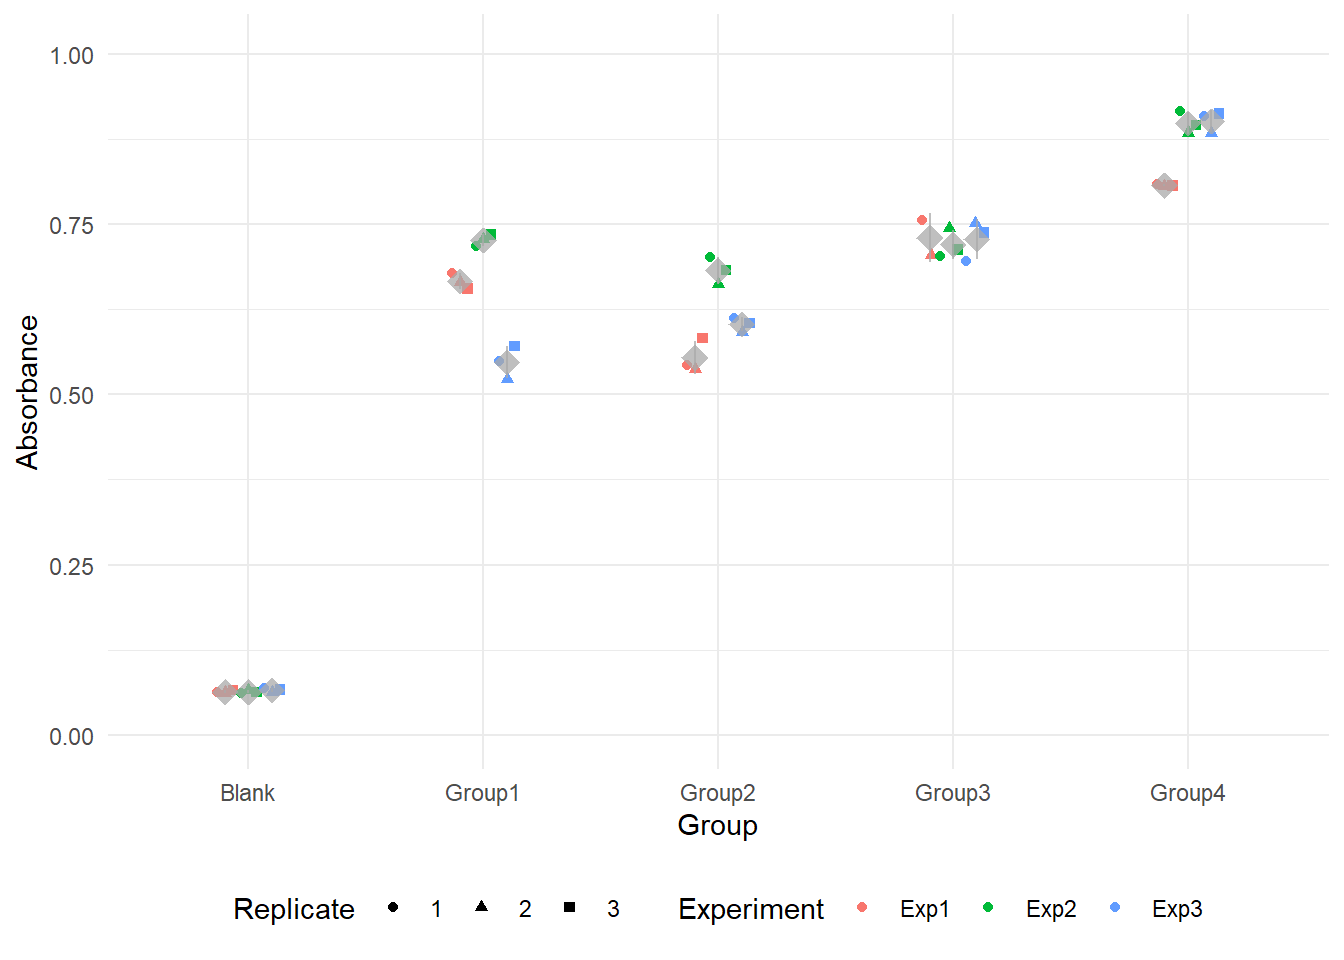 1.00
0.75
0.50
0.25
0.00
Absorbance
Blank Group1 Group2 Group3 Group4
Group
Replicate 1 2 3 Experiment Exp1 Exp2 Exp3